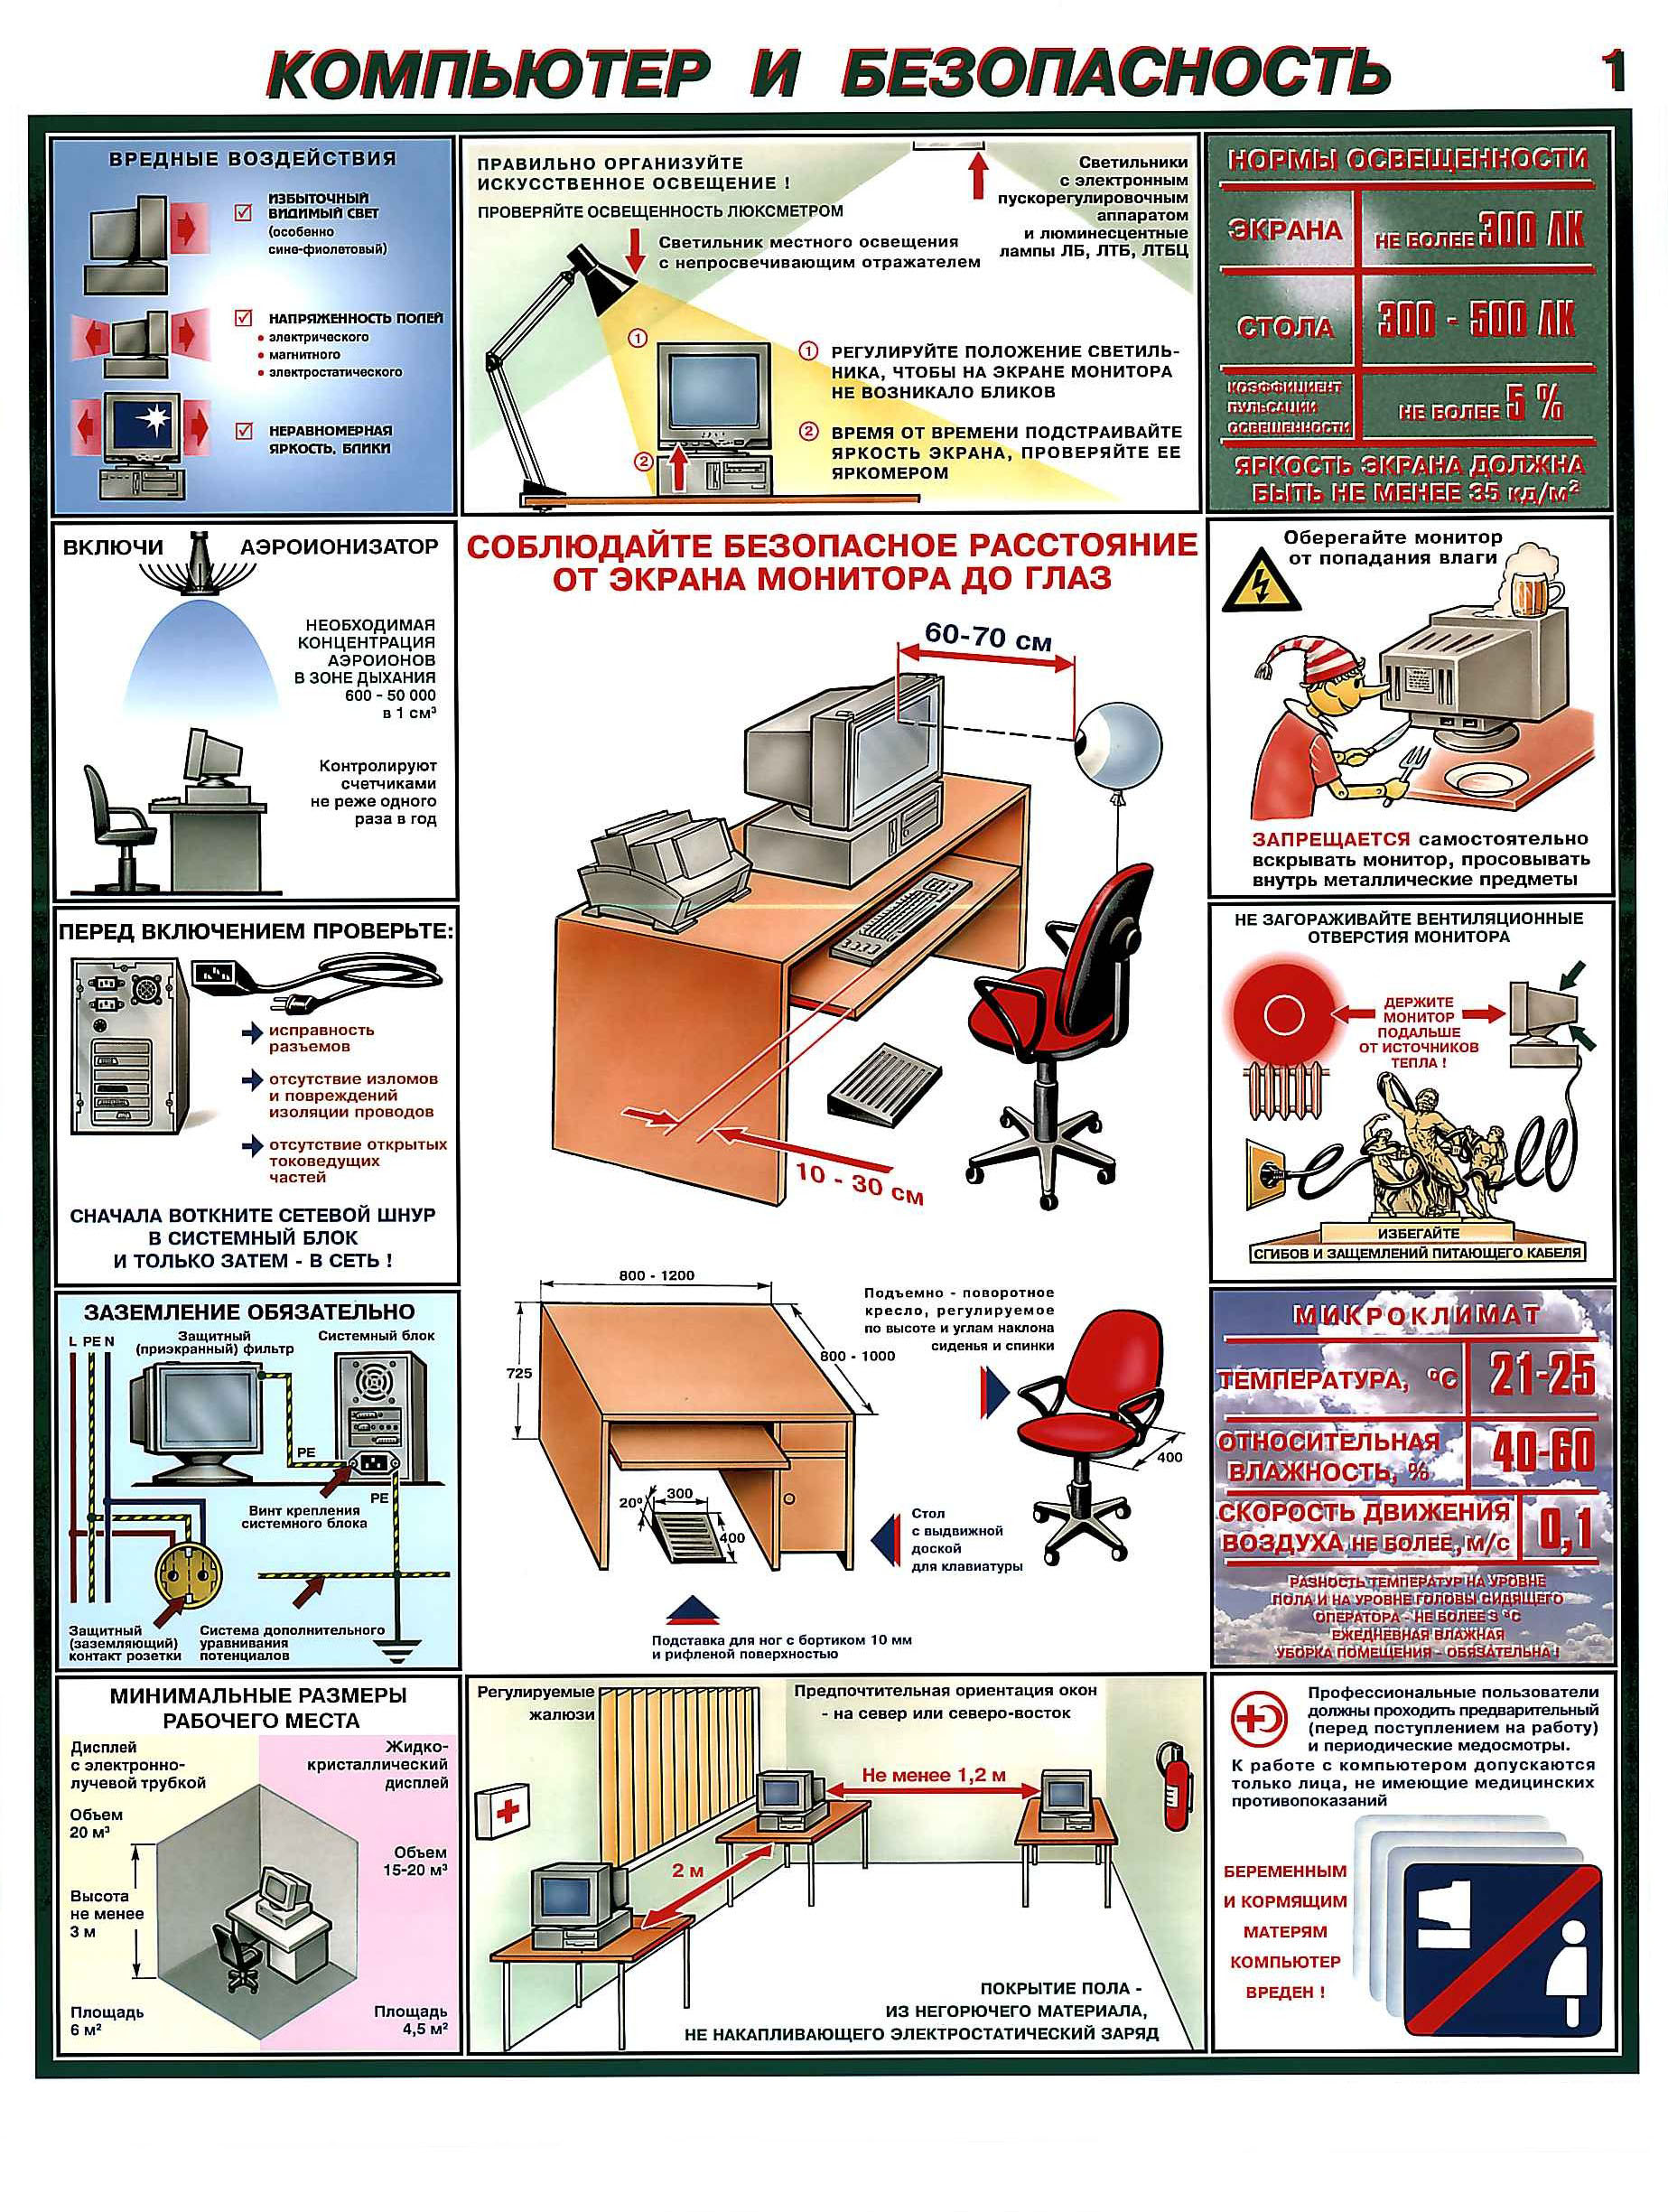 КОМПЬЮТЕР И БЕЗОПАСНОСТЬ
1
ВРЕДНЫЕ ВОЗДЕЙСТВИЯ
ИЗБЫТОЧНЫЙ
ВИДИМЫЙ СВЕТ
(особенно
сине-фиолетовый)
НАПРЯЖЕННОСТЬ ПОЛЕЙ
• электрического
• магнитного
• электростатического
НЕРАВНОМЕРНАЯ
ЯРКОСТЬ, БЛИКИ
ПРАВИЛЬНО ОРГАНИЗУЙТЕ
ИСКУССТВЕННОЕ ОСВЕЩЕНИЕ !
ПРОВЕРЯЙТЕ ОСВЕЩЕННОСТЬ ЛЮКСМЕТРОМ
Светильник местного освещения
с непросвечивающим отражателем
Светильники
с электронным
пускорегулировочным
аппаратом
и люминесцентные
лампы ЛБ, ЛТБ, ЛТБЦ
1
2
1 РЕГУЛИРУЙТЕ ПОЛОЖЕНИЕ СВЕТИЛЬ-
НИКА, ЧТОБЫ НА ЭКРАНЕ МОНИТОРА
НЕ ВОЗНИКАЛО БЛИКОВ
2 ВРЕМЯ ОТ ВРЕМЕНИ ПОДСТРАИВАЙТЕ
ЯРКОСТЬ ЭКРАНА, ПРОВЕРЯЙТЕ ЕЕ
ЯРКОМЕРОМ
НОРМЫ ОСВЕЩЕННОСТИ
ЭКРАНА НЕ БОЛЕЕ 300 ЛК
СТОЛА 300 - 500 ЛК
КОЭФФИЦИЕНТ
ПУЛЬСАЦИИ
ОСВЕЩЕННОСТИ
НЕ БОЛЕЕ 5 %
ЯРКОСТЬ ЭКРАНА ДОЛЖНА
БЫТЬ НЕ МЕНЕЕ 35 кд/м²
ВКЛЮЧИ АЭРОИОНИЗАТОР
НЕОБХОДИМАЯ
КОНЦЕНТРАЦИЯ
АЭРОИОНОВ
В ЗОНЕ ДЫХАНИЯ
600 - 50 000
в 1 см³
Контролируют
счетчиками
не реже одного
раза в год
СОБЛЮДАЙТЕ БЕЗОПАСНОЕ РАССТОЯНИЕ
ОТ ЭКРАНА МОНИТОРА ДО ГЛАЗ
60-70 см
10 - 30 см
Оберегайте монитор
от попадания влаги
ЗАПРЕЩАЕТСЯ самостоятельно
вскрывать монитор, просовывать
внутрь металлические предметы
ПЕРЕД ВКЛЮЧЕНИЕМ ПРОВЕРЬТЕ:
исправность
разъемов
отсутствие изломов
и повреждений
изоляции проводов
отсутствие открытых
токоведущих
частей
СНАЧАЛА ВОТКНИТЕ СЕТЕВОЙ ШНУР
В СИСТЕМНЫЙ БЛОК
И ТОЛЬКО ЗАТЕМ - В СЕТЬ !
НЕ ЗАГОРАЖИВАЙТЕ ВЕНТИЛЯЦИОННЫЕ
ОТВЕРСТИЯ МОНИТОРА
ДЕРЖИТЕ
МОНИТОР
ПОДАЛЬШЕ
ОТ ИСТОЧНИКОВ
ТЕПЛА !
ИЗБЕГАЙТЕ
СГИБОВ И ЗАЩЕМЛЕНИЙ ПИТАЮЩЕГО КАБЕЛЯ
800 - 1200
725
800 - 1000
20°
300
400
Подъемно - поворотное
кресло, регулируемое
по высоте и углам наклона
сиденья и спинки
400
Стол
с выдвижной
доской
для клавиатуры
Подставка для ног с бортиком 10 мм
и рифленой поверхностью
ЗАЗЕМЛЕНИЕ ОБЯЗАТЕЛЬНО
L PE N
Защитный
(приэкранный) фильтр
Системный блок
PE
PE
Винт крепления
системного блока
Защитный
(заземляющий)
контакт розетки
Система дополнительного
уравнивания
потенциалов
МИКРОКЛИМАТ
ТЕМПЕРАТУРА, °С 21-25
ОТНОСИТЕЛЬНАЯ
ВЛАЖНОСТЬ, %
40-60
СКОРОСТЬ ДВИЖЕНИЯ
ВОЗДУХА НЕ БОЛЕЕ, м/с
0,1
РАЗНОСТЬ ТЕМПЕРАТУР НА УРОВНЕ
ПОЛА И НА УРОВНЕ ГОЛОВЫ СИДЯЩЕГО
ОПЕРАТОРА - НЕ БОЛЕЕ 3 °С
ЕЖЕДНЕВНАЯ ВЛАЖНАЯ
УБОРКА ПОМЕЩЕНИЯ - ОБЯЗАТЕЛЬНА !
МИНИМАЛЬНЫЕ РАЗМЕРЫ
РАБОЧЕГО МЕСТА
Дисплей
с электронно-
лучевой трубкой
Объем
20 м³
Высота
не менее
3 м
Площадь
6 м²
Жидко-
кристаллический
дисплей
Объем
15-20 м³
Площадь
4,5 м²
Регулируемые
жалюзи
Предпочтительная ориентация окон
- на север или северо-восток
Не менее 1,2 м
2 м
ПОКРЫТИЕ ПОЛА -
ИЗ НЕГОРЮЧЕГО МАТЕРИАЛА,
НЕ НАКАПЛИВАЮЩЕГО ЭЛЕКТРОСТАТИЧЕСКИЙ ЗАРЯД
Профессиональные пользователи
должны проходить предварительный
(перед поступлением на работу)
и периодические медосмотры.
К работе с компьютером допускаются
только лица, не имеющие медицинских
противопоказаний
БЕРЕМЕННЫМ
И КОРМЯЩИМ
МАТЕРЯМ
КОМПЬЮТЕР
ВРЕДЕН !